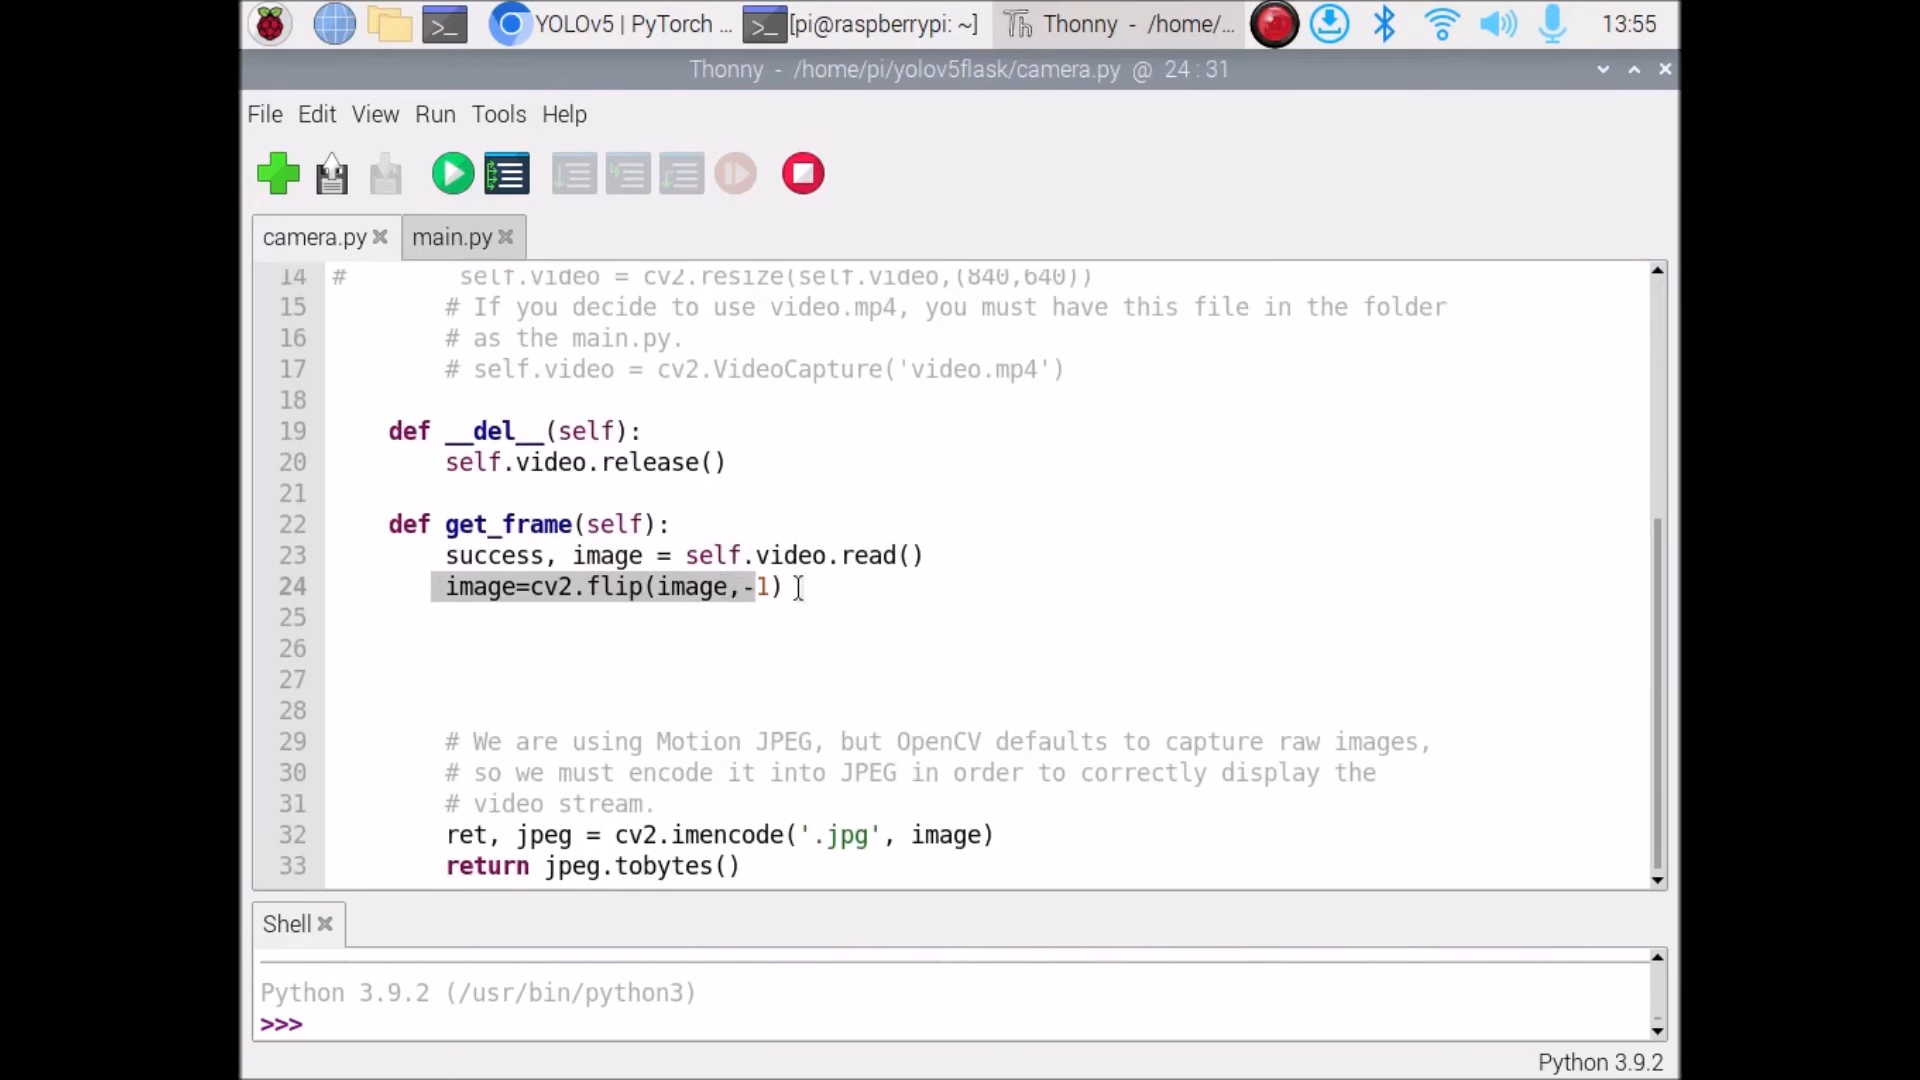 YOLOv5 | PyTorch ...
[pi@raspberrypi: ~]
Thonny - /home/...
13:55
Thonny - /home/pi/yolov5flask/camera.py @ 24:31
File Edit View Run Tools Help
camera.py
main.py
14 # self.video = cv2.resize(self.video,(840,640))
15 # If you decide to use video.mp4, you must have this file in the folder
16 # as the main.py.
17 # self.video = cv2.VideoCapture('video.mp4')
18
19 def __del__(self):
20 self.video.release()
21
22 def get_frame(self):
23 success, image = self.video.read()
24 image=cv2.flip(image,-1)
25
26
27
28
29 # We are using Motion JPEG, but OpenCV defaults to capture raw images,
30 # so we must encode it into JPEG in order to correctly display the
31 # video stream.
32 ret, jpeg = cv2.imencode('.jpg', image)
33 return jpeg.tobytes()
Shell
Python 3.9.2 (/usr/bin/python3)
>>>
Python 3.9.2